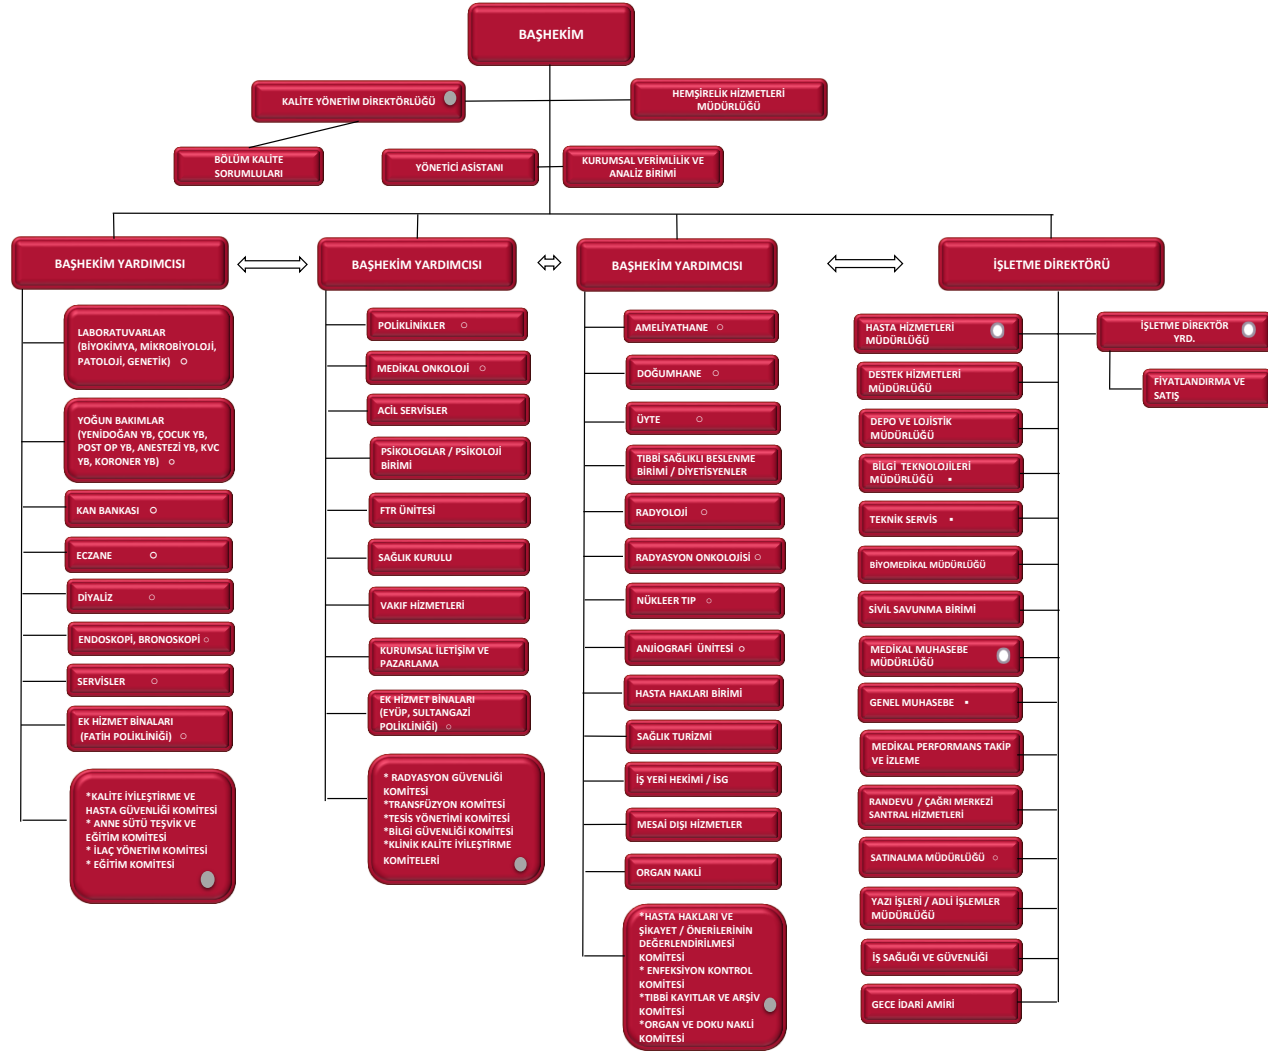 BAŞHEKİM
KALİTE YÖNETİM DİREKTÖRLÜĞÜ
HEMŞİRELİK HİZMETLERİ
MÜDÜRLÜĞÜ
BÖLÜM KALİTE
SORUMLULARI
YÖNETİCİ ASİSTANI
KURUMSAL VERİMLİLİK VE
ANALİZ BİRİMİ
BAŞHEKİM YARDIMCISI
LABORATUVARLAR
(BİYOKİMYA, MİKROBİYOLOJİ,
PATOLOJİ, GENETİK) ○
YOĞUN BAKIMLAR
(YENİDOĞAN YB, ÇOCUK YB,
POST OP YB, ANESTEZİ YB, KVC
YB, KORONER YB) ○
KAN BANKASI ○
ECZANE ○
DİYALİZ ○
ENDOSKOPİ, BRONOSKOPİ ○
SERVİSLER ○
EK HİZMET BİNALARI
(FATİH POLİKLİNİĞİ) ○
*KALİTE İYİLEŞTİRME VE
HASTA GÜVENLİĞİ KOMİTESİ
* ANNE SÜTÜ TEŞVİK VE
EĞİTİM KOMİTESİ
* İLAÇ YÖNETİM KOMİTESİ
* EĞİTİM KOMİTESİ
BAŞHEKİM YARDIMCISI
POLİKLİNİKLER ○
MEDİKAL ONKOLOJİ ○
ACİL SERVİSLER
PSİKOLOGLAR / PSİKOLOJİ
BİRİMİ
FTR ÜNİTESİ
SAĞLIK KURULU
VAKIF HİZMETLERİ
KURUMSAL İLETİŞİM VE
PAZARLAMA
EK HİZMET BİNALARI
(EYÜP, SULTANGAZİ
POLİKLİNİĞİ) ○
* RADYASYON GÜVENLİĞİ
KOMİTESİ
*TRANSFÜZYON KOMİTESİ
*TESİS YÖNETİMİ KOMİTESİ
*BİLGİ GÜVENLİĞİ KOMİTESİ
*KLİNİK KALİTE İYİLEŞTİRME
KOMİTELERİ
BAŞHEKİM YARDIMCISI
AMELİYATHANE ○
DOĞUMHANE ○
ÜYTE ○
TIBBİ SAĞLIKLI BESLENME
BİRİMİ / DİYETİSYENLER
RADYOLOJİ ○
RADYASYON ONKOLOJİSİ ○
NÜKLEER TIP ○
ANJİOGRAFİ ÜNİTESİ ○
HASTA HAKLARI BİRİMİ
SAĞLIK TURİZMİ
İŞ YERİ HEKİMİ / İSG
MESAİ DIŞI HİZMETLER
ORGAN NAKLİ
*HASTA HAKLARI VE
ŞİKAYET / ÖNERİLERİNİN
DEĞERLENDİRİLMESİ
KOMİTESİ
* ENFEKSİYON KONTROL
KOMİTESİ
*TIBBİ KAYITLAR VE ARŞİV
KOMİTESİ
*ORGAN VE DOKU NAKLİ
KOMİTESİ
İŞLETME DİREKTÖRÜ
HASTA HİZMETLERİ
MÜDÜRLÜĞÜ
DESTEK HİZMETLERİ
MÜDÜRLÜĞÜ
DEPO VE LOJİSTİK
MÜDÜRLÜĞÜ
BİLGİ TEKNOLOJİLERİ
MÜDÜRLÜĞÜ ▪
TEKNİK SERVİS ▪
BİYOMEDİKAL MÜDÜRLÜĞÜ
SİVİL SAVUNMA BİRİMİ
MEDİKAL MUHASEBE
MÜDÜRLÜĞÜ
GENEL MUHASEBE ▪
MEDİKAL PERFORMANS TAKİP
VE İZLEME
RANDEVU / ÇAĞRI MERKEZİ
SANTRAL HİZMETLERİ
SATINALMA MÜDÜRLÜĞÜ ○
YAZI İŞLERİ / ADLİ İŞLEMLER
MÜDÜRLÜĞÜ
İŞ SAĞLIĞI VE GÜVENLİĞİ
GECE İDARİ AMİRİ
İŞLETME DİREKTÖR
YRD.
FİYATLANDIRMA VE
SATIŞ